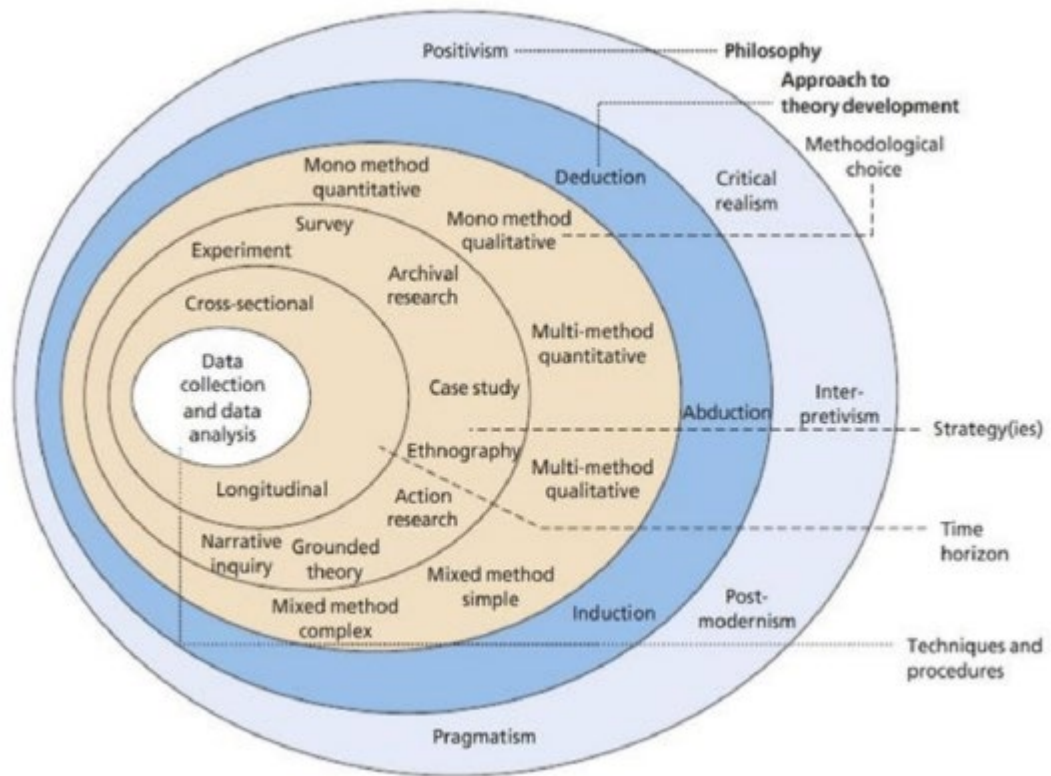 Positivism
Philosophy
Approach to
theory development
Methodological
choice
Mono method
quantitative
Deduction
Critical
realism
Mono method
qualitative
Survey
Experiment
Archival
research
Cross-sectional
Multi-method
quantitative
Data
collection
and data
analysis
Case study
Abduction
Inter-
pretivism
Strategy(ies)
Ethnography
Multi-method
qualitative
Longitudinal
Action
research
Time
horizon
Narrative
inquiry
Grounded
theory
Mixed method
simple
Mixed method
complex
Induction
Post-
modernism
Techniques and
procedures
Pragmatism